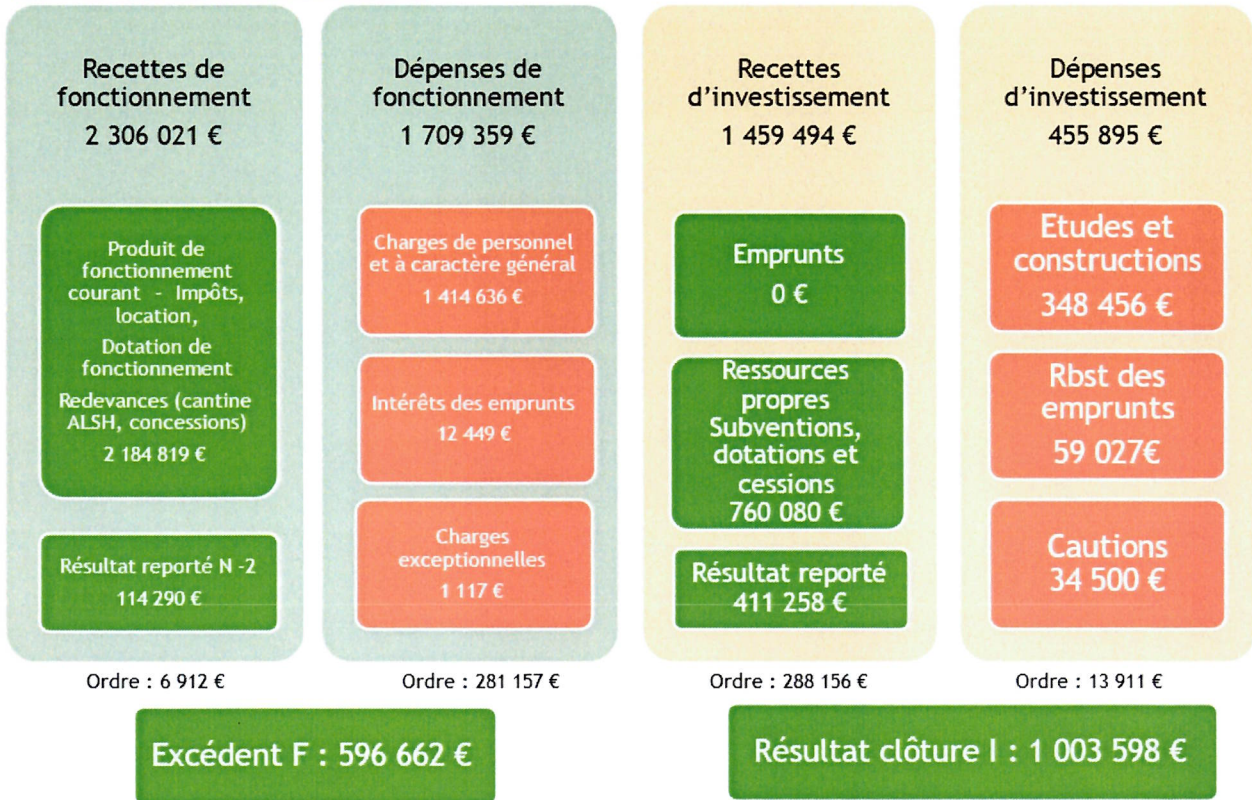 Recettes de
fonctionnement
2 306 021 €
Produit de
fonctionnement
courant - Impôts,
location,
Dotation de
fonctionnement
Redevances (cantine
ALSH, concessions)
2 184 819 €
Résultat reporté N -2
114 290 €
Ordre : 6 912 €
Dépenses de
fonctionnement
1 709 359 €
Charges de personnel
et à caractère général
1 414 636 €
Intérêts des emprunts
12 449 €
Charges
exceptionnelles
1 117 €
Ordre : 281 157 €
Excédent F : 596 662 €
Recettes
d'investissement
1 459 494 €
Emprunts
0 €
Ressources
propres
Subventions,
dotations et
cessions
760 080 €
Résultat reporté
411 258 €
Ordre : 288 156 €
Dépenses
d'investissement
455 895 €
Etudes et
constructions
348 456 €
Rbst des
emprunts
59 027€
Cautions
34 500 €
Ordre : 13 911 €
Résultat clôture I : 1 003 598 €